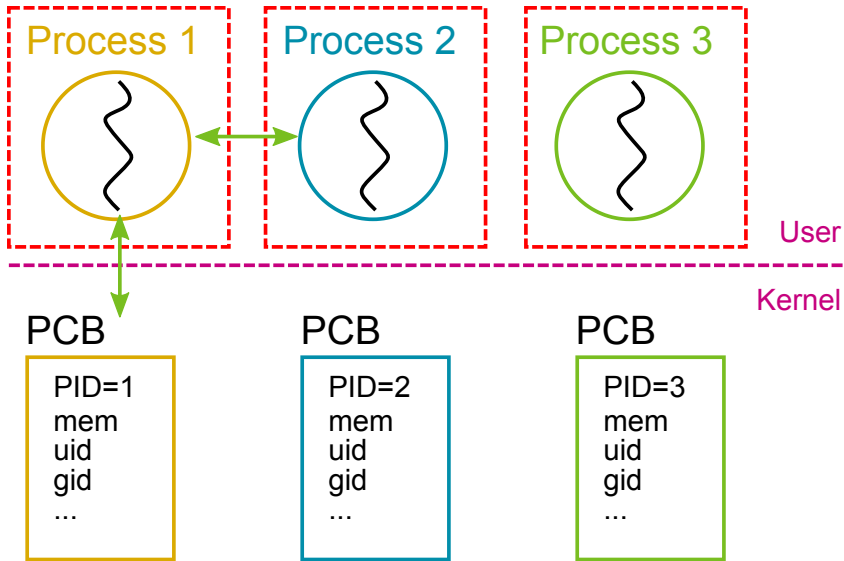 Process 1
Process 2
Process 3
User
Kernel
PCB
PID=1
mem
uid
gid
...
PCB
PID=2
mem
uid
gid
...
PCB
PID=3
mem
uid
gid
...